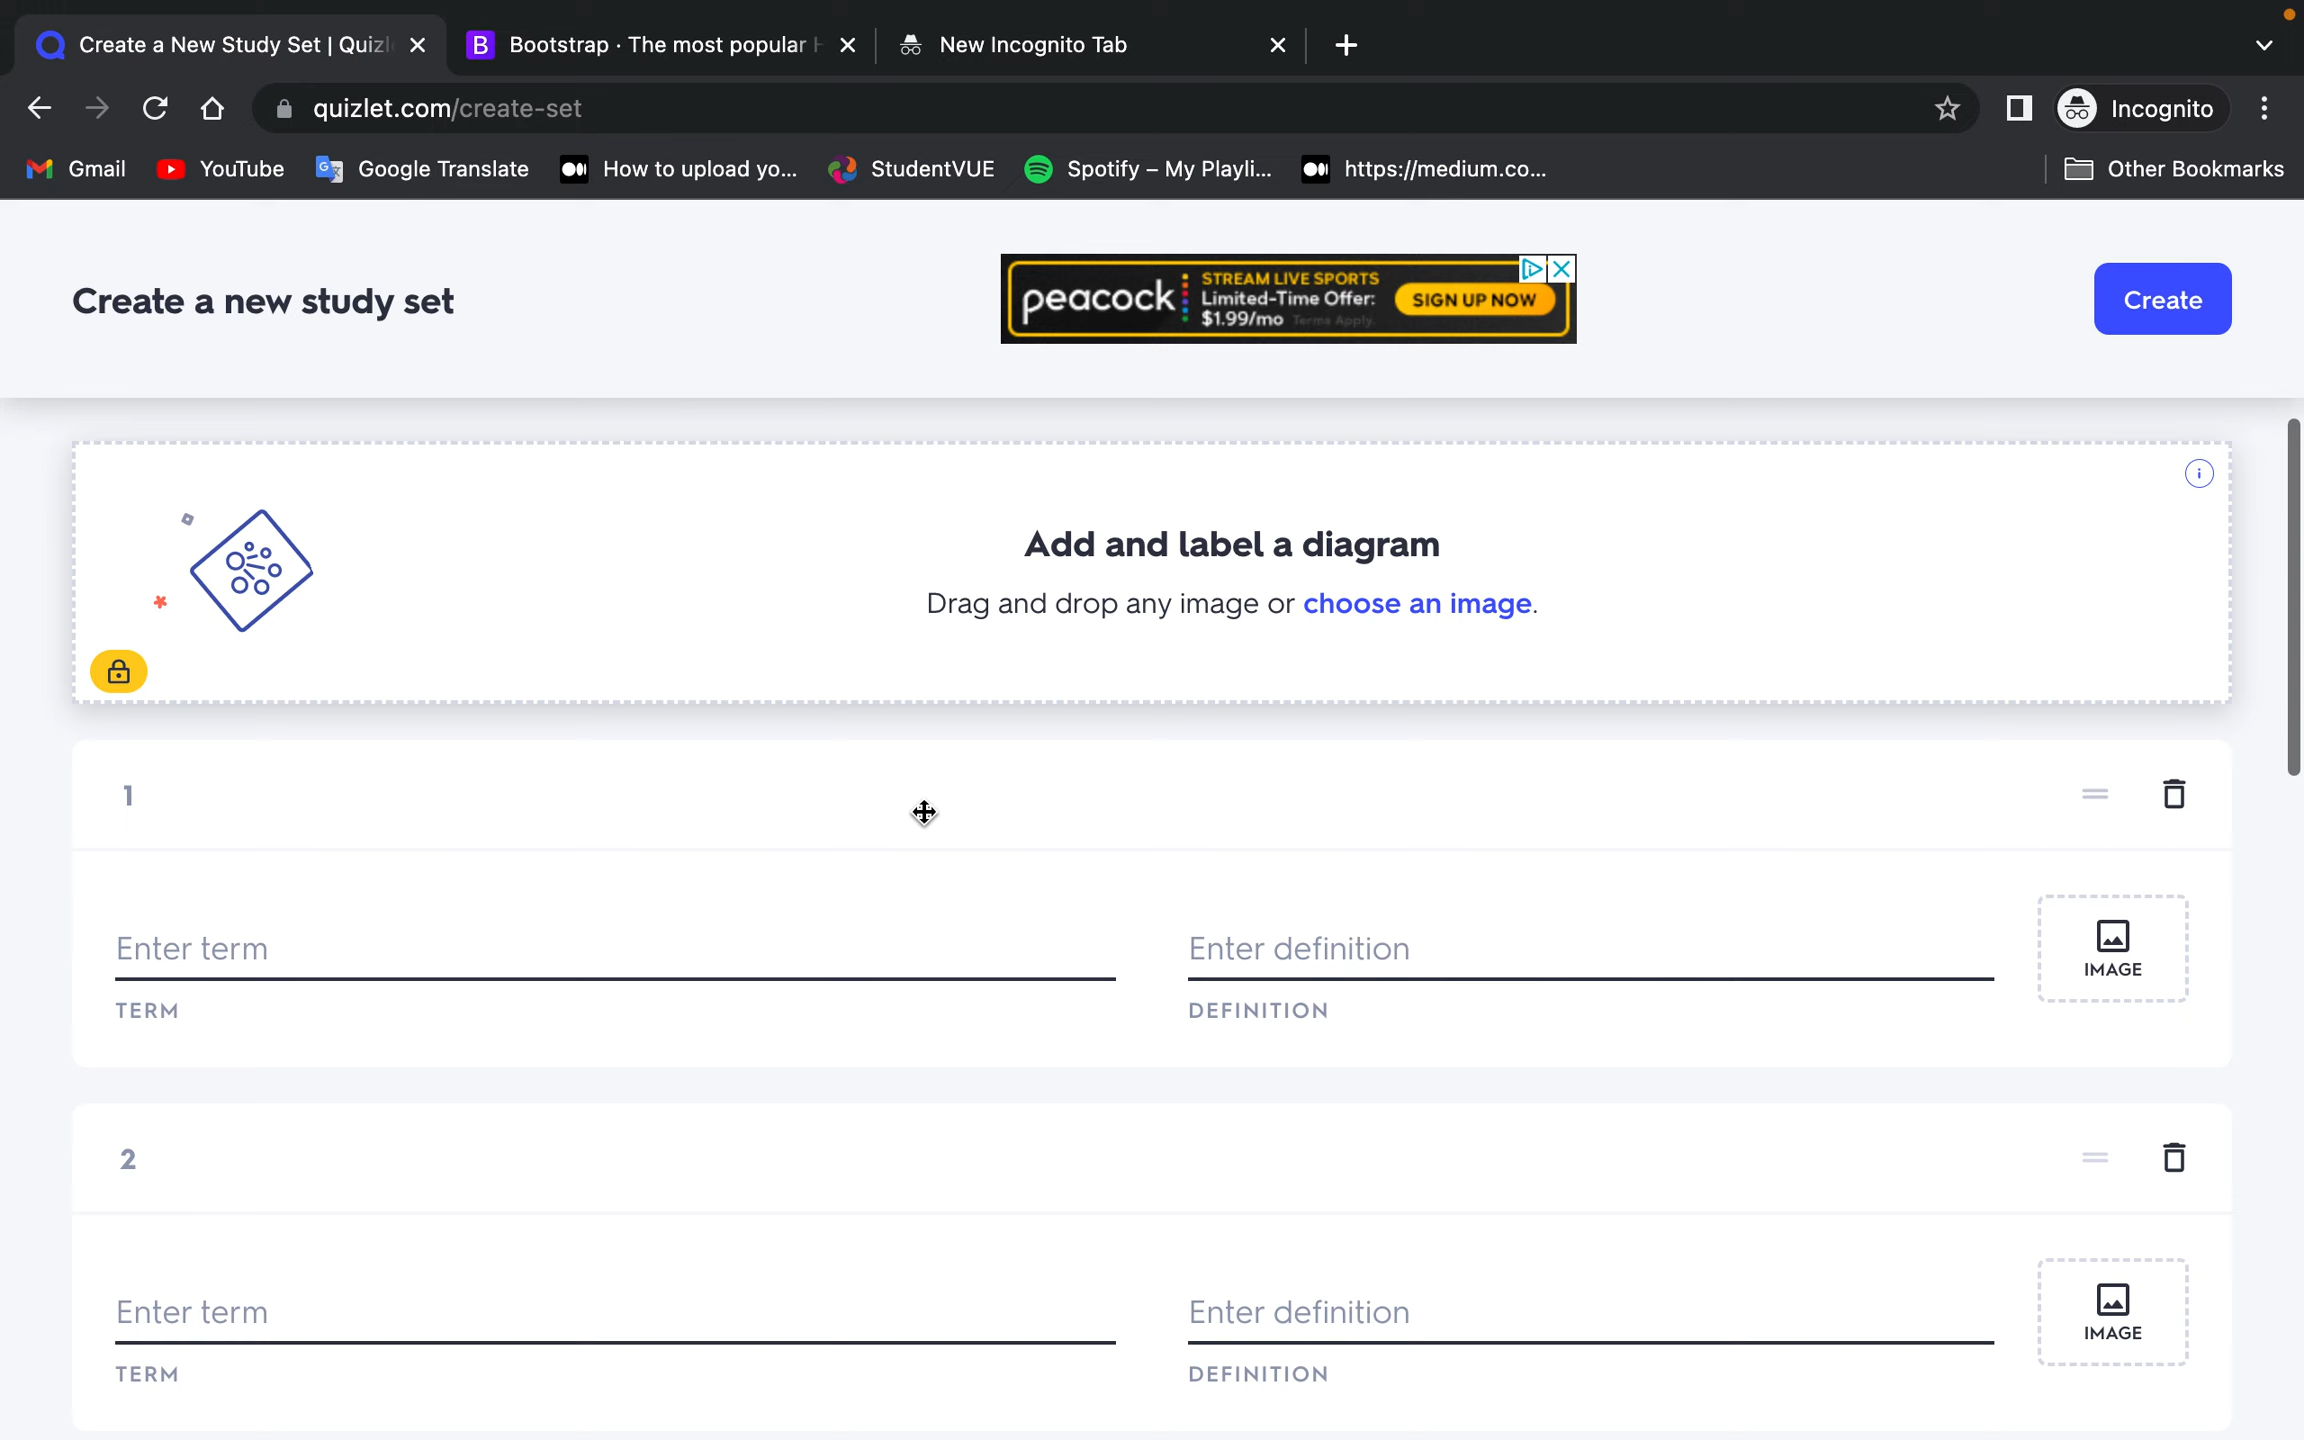 Create a New Study Set | Quizl
Bootstrap · The most popular H
New Incognito Tab
quizlet.com/create-set
Incognito
Gmail
YouTube
Google Translate
How to upload yo...
StudentVUE
Spotify – My Playli...
https://medium.co...
Other Bookmarks
Create a new study set
peacock
STREAM LIVE SPORTS
Limited-Time Offer:
$1.99/mo Terms Apply.
SIGN UP NOW
Create
Add and label a diagram
Drag and drop any image or choose an image.
1
Enter term
TERM
Enter definition
DEFINITION
IMAGE
2
Enter term
TERM
Enter definition
DEFINITION
IMAGE